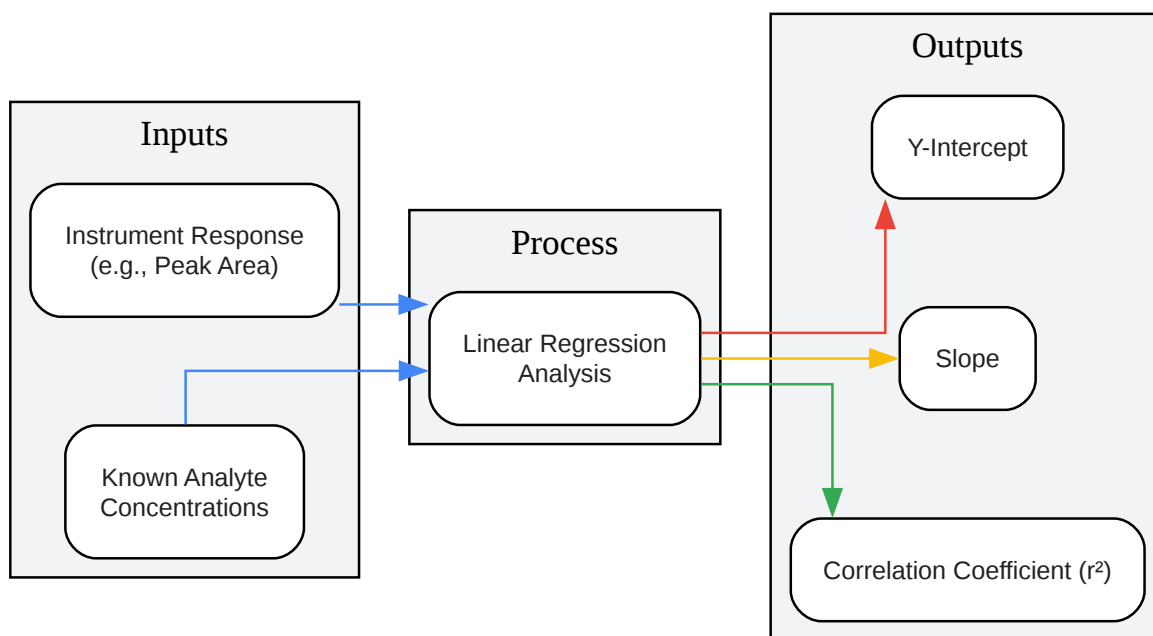 Inputs
Instrument Response
(e.g., Peak Area)
Known Analyte
Concentrations
Process
Linear Regression
Analysis
Outputs
Y-Intercept
Slope
Correlation Coefficient (r²)